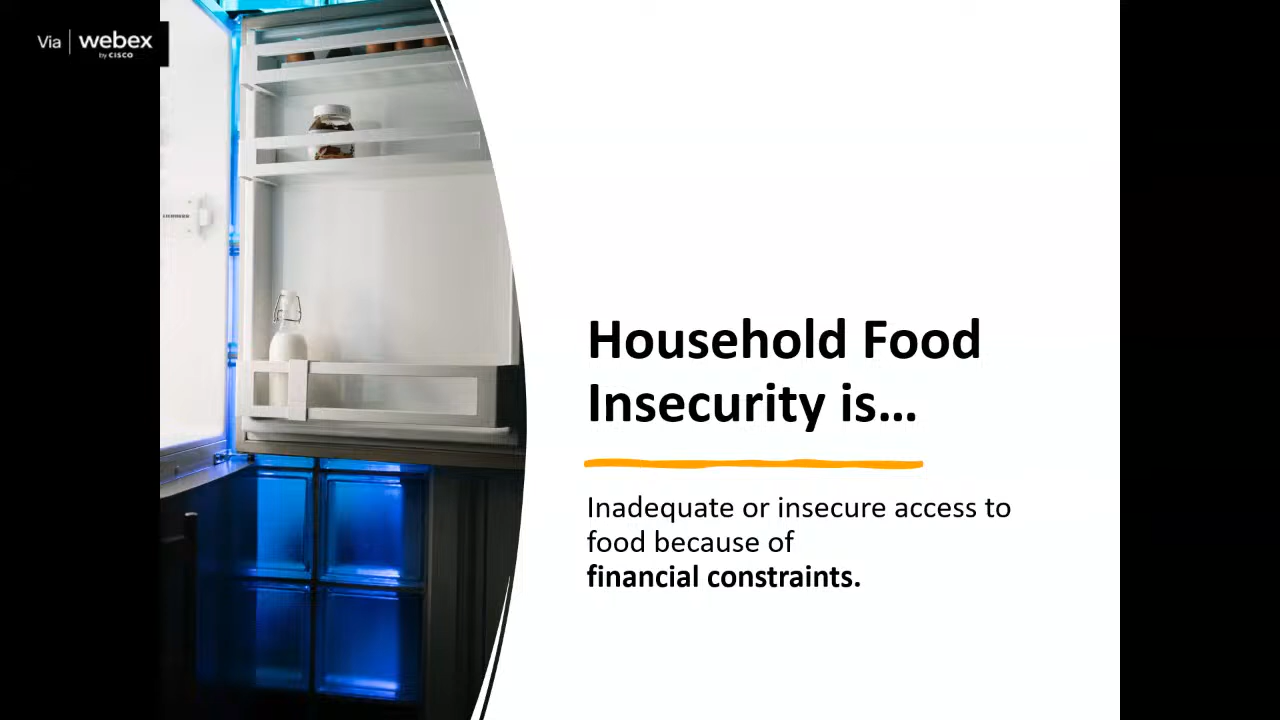 Via | webex
by CISCO
Household Food
Insecurity is...
Inadequate or insecure access to
food because of
financial constraints.